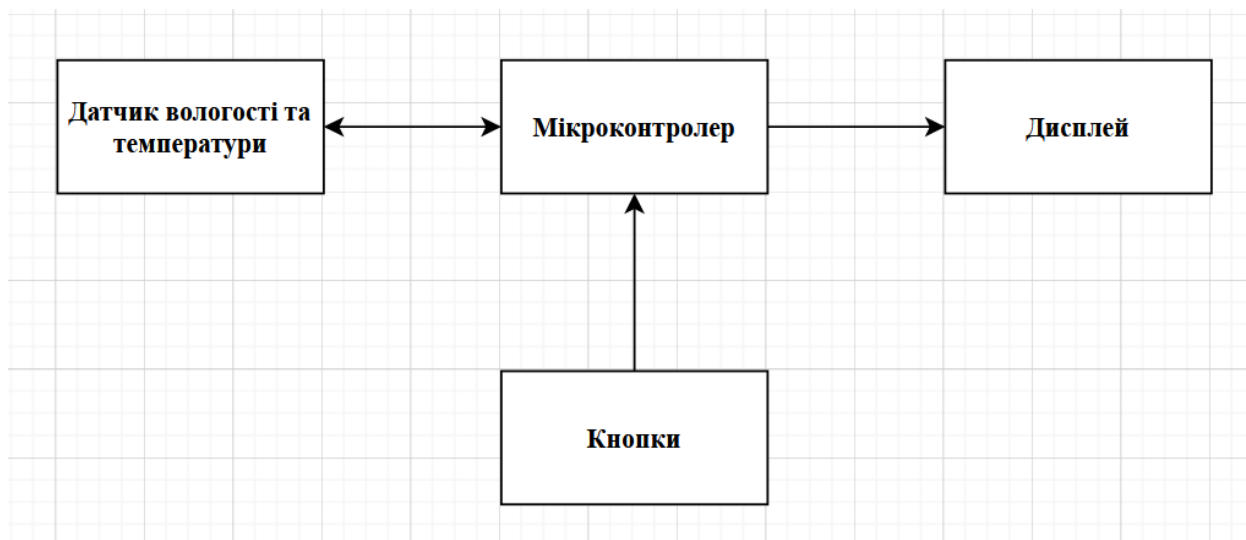 Датчик вологості та
температури
Мікроконтролер
Дисплей
Кнопки